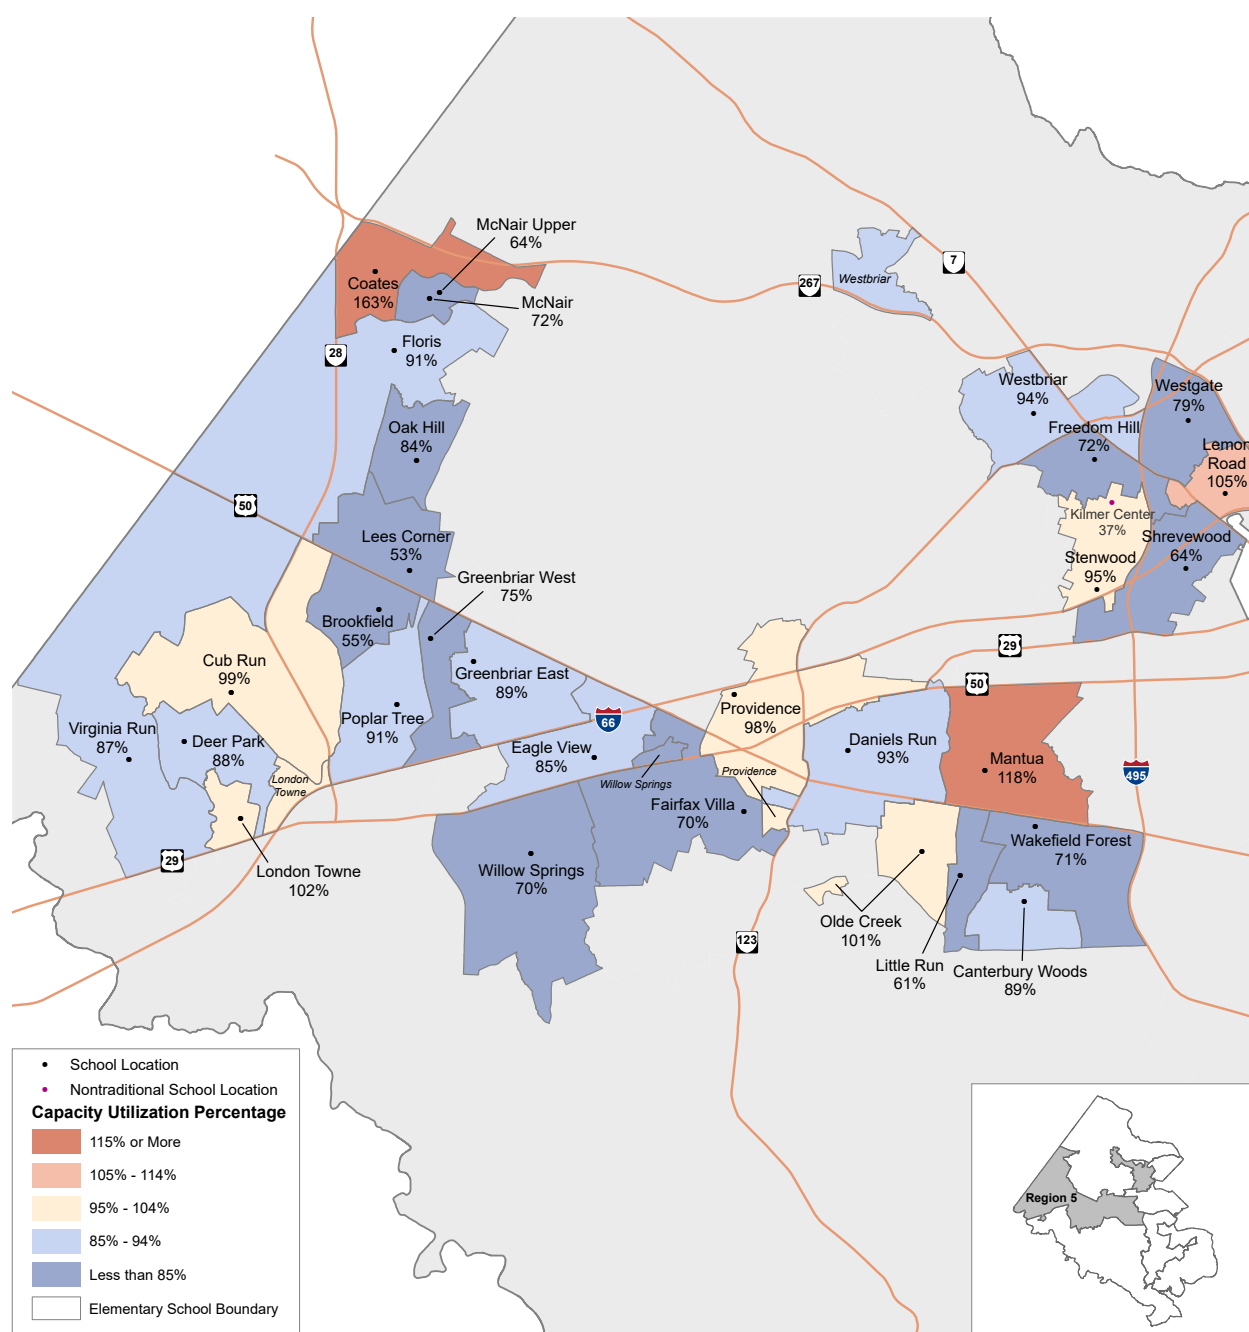 McNair Upper
64%
7
Westbriar
267
Coates
163%
McNair
72%
28
Floris
91%
Westbriar
94%
Westgate
79%
Oak Hill
84%
Freedom Hill
72%
Lemon
Road
105%
50
Kilmer Center
37%
Lees Corner
53%
Shrevewood
64%
Stenwood
95%
Greenbriar West
75%
Brookfield
55%
29
Cub Run
99%
Greenbriar East
89%
50
Providence
98%
Poplar Tree
91%
66
Virginia Run
87%
Deer Park
88%
Eagle View
85%
Daniels Run
93%
Mantua
118%
495
London
Towne
Willow Springs
Providence
Fairfax Villa
70%
29
London Towne
102%
Willow Springs
70%
Wakefield Forest
71%
Olde Creek
101%
123
Little Run
61%
Canterbury Woods
89%
School Location
Nontraditional School Location
Capacity Utilization Percentage
115% or More
105% - 114%
95% - 104%
85% - 94%
Less than 85%
Elementary School Boundary
Region 5